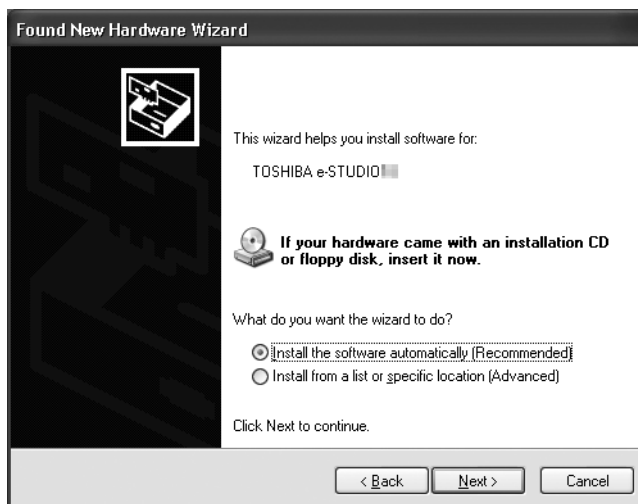 Found New Hardware Wizard
This wizard helps you install software for:
TOSHIBA e-STUDIO
If your hardware came with an installation CD
or floppy disk, insert it now.
What do you want the wizard to do?
Install the software automatically (Recommended)
Install from a list or specific location (Advanced)
Click Next to continue.
< Back Next > Cancel